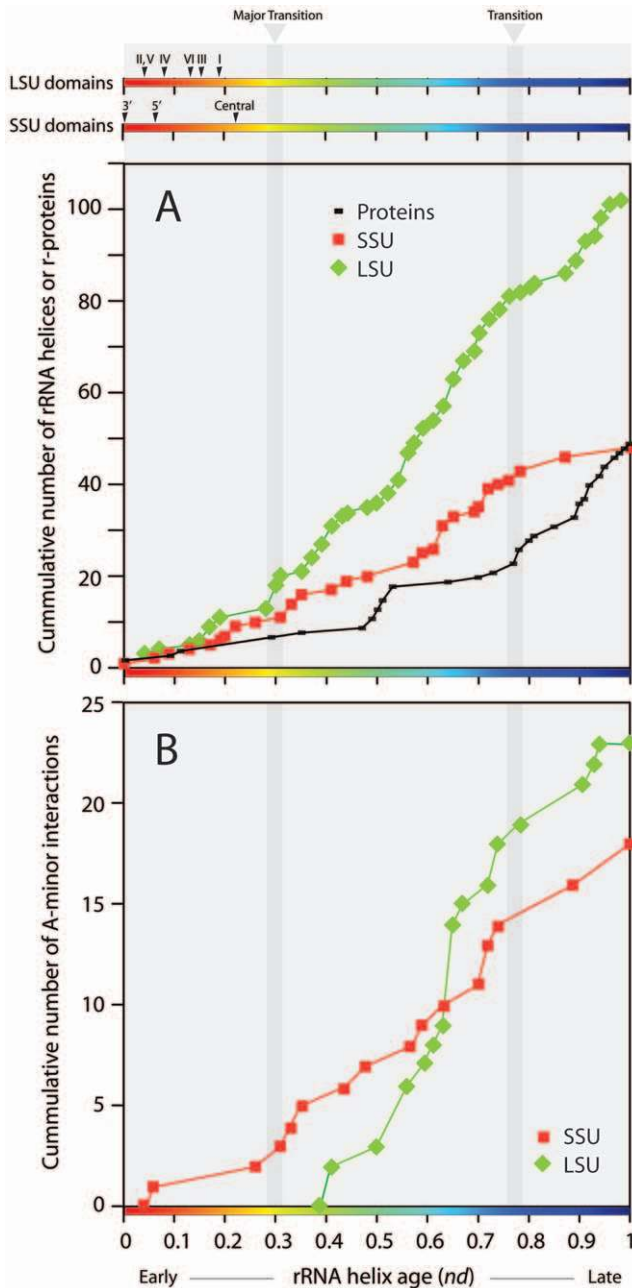 Major Transition Transition
II, V IV VI III I
LSU domains
3′ 5′ Central
SSU domains
A
Proteins
SSU
LSU
100
80
60
40
20
0
Cummulative number of rRNA helices or r-proteins
B
25
20
15
10
5
0
Cummulative number of A-minor interactions
SSU
LSU
0 0.1 0.2 0.3 0.4 0.5 0.6 0.7 0.8 0.9 1
Early rRNA helix age (nd) Late